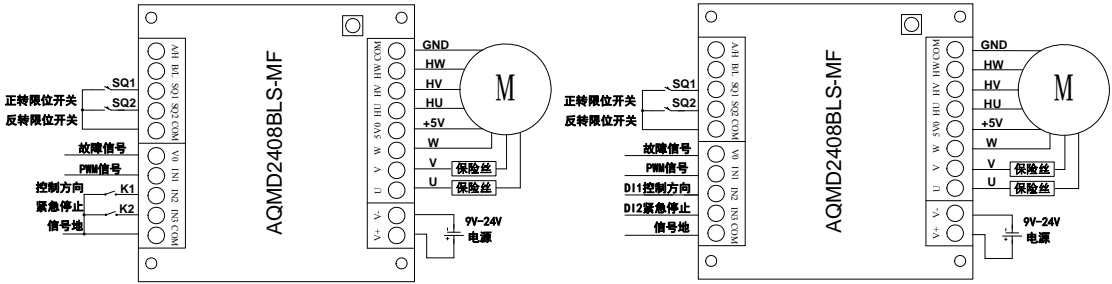 AQMD2408BLS-MF
A/H
B/L
SQ1
SQ2
COM
V0
IN1
IN2
IN3
COM
SQ1
正转限位开关
SQ2
反转限位开关
故障信号
PWM信号
控制方向
K1
紧急停止
K2
信号地
COM
HW
HV
HU
5V0
W
V
U
V-
V+
GND
HW
HV
HU
+5V
W
V
保险丝
U
保险丝
M
9V-24V
电源
AQMD2408BLS-MF
A/H
B/L
SQ1
SQ2
COM
V0
IN1
IN2
IN3
COM
SQ1
正转限位开关
SQ2
反转限位开关
故障信号
PWM信号
DI1控制方向
DI2紧急停止
信号地
COM
HW
HV
HU
5V0
W
V
U
V-
V+
GND
HW
HV
HU
+5V
W
V
保险丝
U
保险丝
M
9V-24V
电源